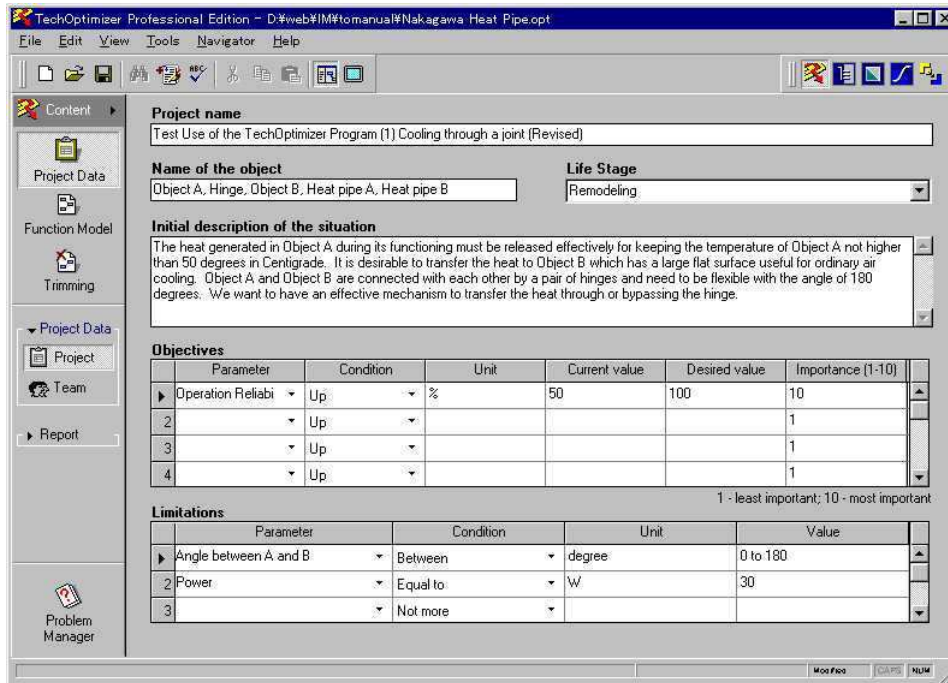 TechOptimizer Professional Edition - D:¥web¥IM¥tomanual¥Nakagawa Heat Pipe.opt
File Edit View Tools Navigator Help
ABC
Content
Project Data
Function Model
Trimming
Project Data
Project
Team
Report
Problem
Manager
Project name
Test Use of the TechOptimizer Program (1) Cooling through a joint (Revised)
Name of the object Life Stage
Object A, Hinge, Object B, Heat pipe A, Heat pipe B Remodeling
Initial description of the situation
The heat generated in Object A during its functioning must be released effectively for keeping the temperature of Object A not higher
than 50 degrees in Centigrade. It is desirable to transfer the heat to Object B which has a large flat surface useful for ordinary air
cooling. Object A and Object B are connected with each other by a pair of hinges and need to be flexible with the angle of 180
degrees. We want to have an effective mechanism to transfer the heat through or bypassing the hinge.
Objectives
Parameter Condition Unit Current value Desired value Importance (1-10)
Operation Reliabi Up % 50 100 10
2 Up 1
3 Up 1
4 Up 1
1 - least important; 10 - most important
Limitations
Parameter Condition Unit Value
Angle between A and B Between degree 0 to 180
2 Power Equal to W 30
3 Not more
Modified CAPS NUM